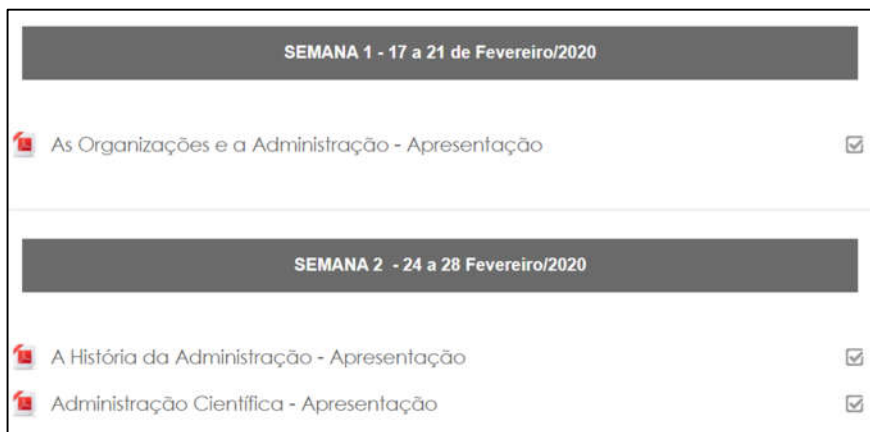 SEMANA 1 - 17 a 21 de Fevereiro/2020
As Organizações e a Administração - Apresentação
SEMANA 2 - 24 a 28 Fevereiro/2020
A História da Administração - Apresentação
Administração Científica - Apresentação